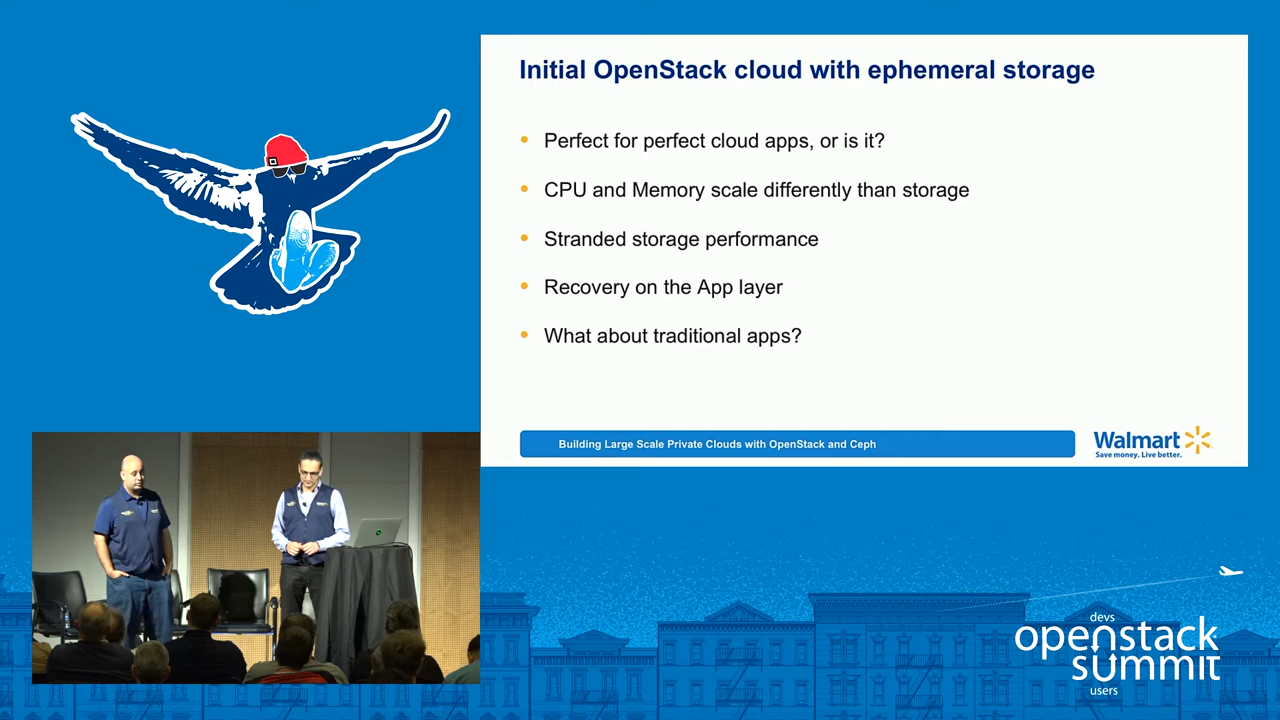 Initial OpenStack cloud with ephemeral storage
• Perfect for perfect cloud apps, or is it?
• CPU and Memory scale differently than storage
• Stranded storage performance
• Recovery on the App layer
• What about traditional apps?
Building Large Scale Private Clouds with OpenStack and Ceph
Walmart
Save money. Live better.
devs
openstack
summit
users